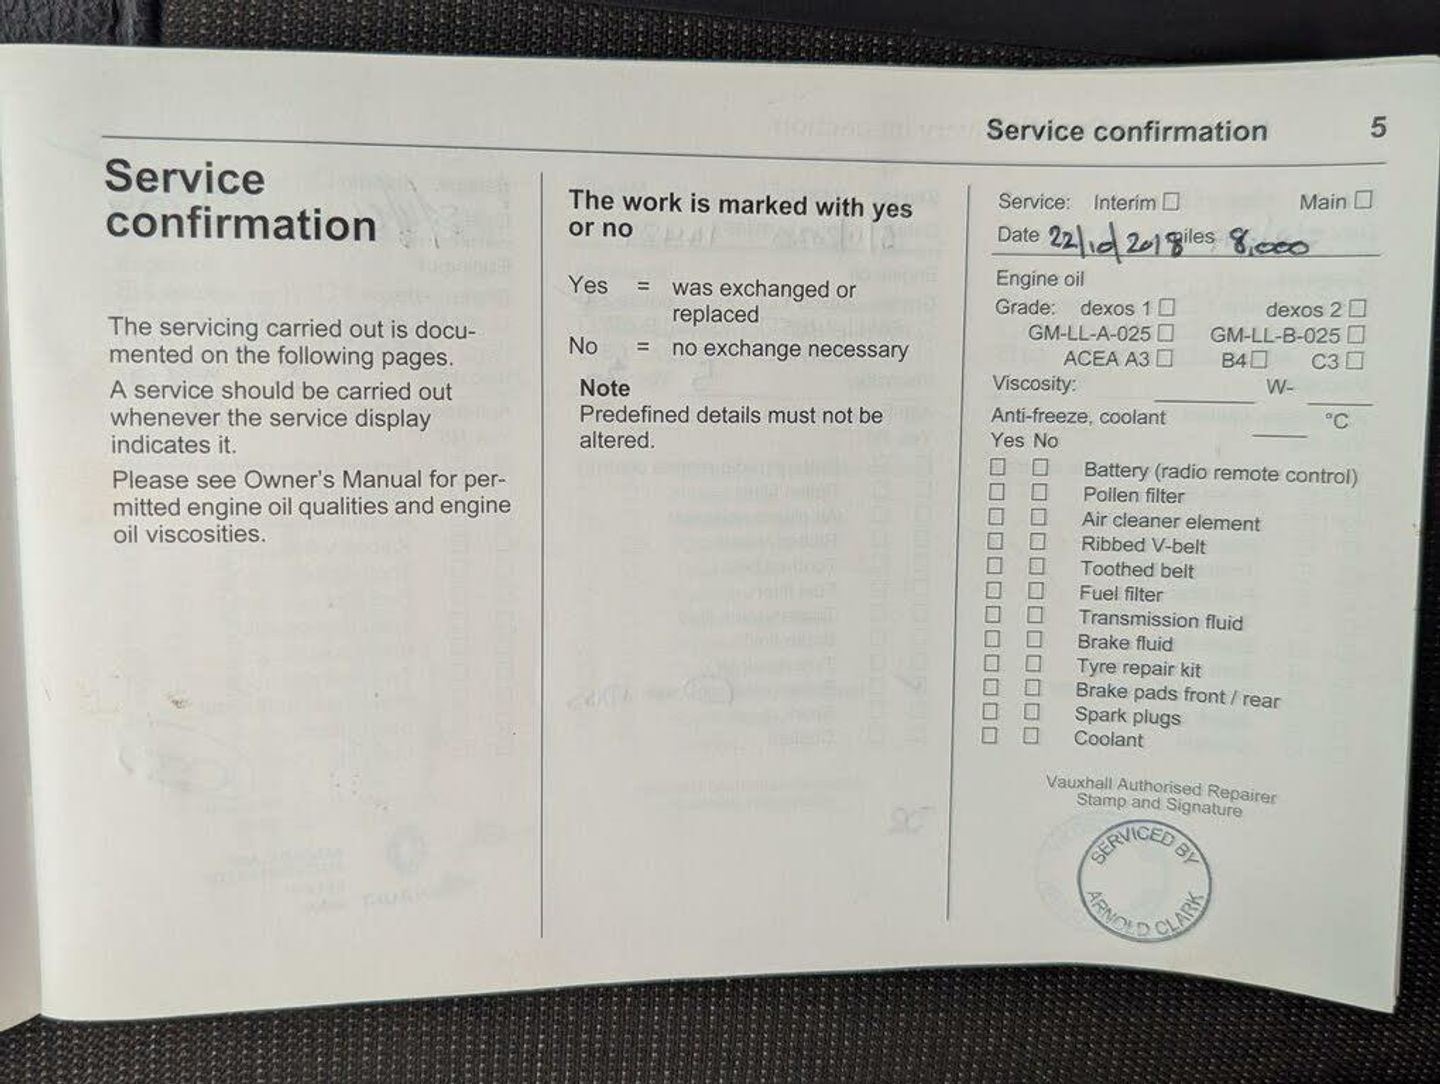 Service confirmation 5
Service
confirmation
The servicing carried out is docu-
mented on the following pages.
A service should be carried out
whenever the service display
indicates it.
Please see Owner's Manual for per-
mitted engine oil qualities and engine
oil viscosities.
The work is marked with yes
or no
Yes = was exchanged or
replaced
No = no exchange necessary
Note
Predefined details must not be
altered.
Service: Interim □ Main □
Date 22/10/2018 miles 8,000
Engine oil
Grade: dexos 1 □ dexos 2 □
GM-LL-A-025 □ GM-LL-B-025 □
ACEA A3 □ B4 □ C3 □
Viscosity: ____ W- ____
Anti-freeze, coolant ____ °C
Yes No
□ □ Battery (radio remote control)
□ □ Pollen filter
□ □ Air cleaner element
□ □ Ribbed V-belt
□ □ Toothed belt
□ □ Fuel filter
□ □ Transmission fluid
□ □ Brake fluid
□ □ Tyre repair kit
□ □ Brake pads front / rear
□ □ Spark plugs
□ □ Coolant
Vauxhall Authorised Repairer
Stamp and Signature
SERVICED BY
ARNOLD CLARK